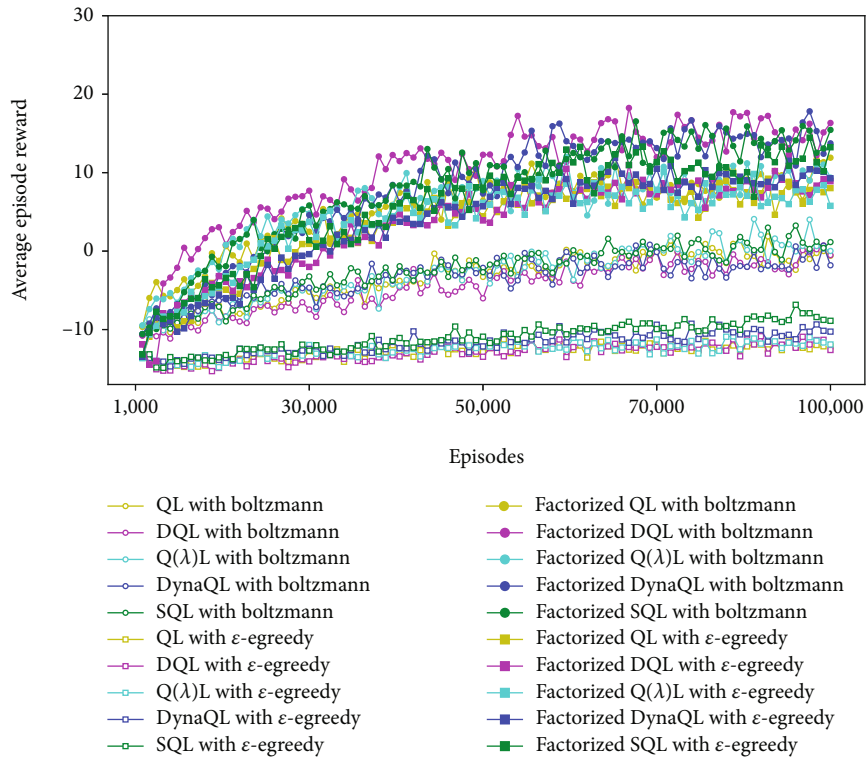 30
20
10
0
−10
Average episode reward
1,000 30,000 50,000 70,000 100,000
Episodes
QL with boltzmann
DQL with boltzmann
Q(λ)L with boltzmann
DynaQL with boltzmann
SQL with boltzmann
QL with ε-egreedy
DQL with ε-egreedy
Q(λ)L with ε-egreedy
DynaQL with ε-egreedy
SQL with ε-egreedy
Factorized QL with boltzmann
Factorized DQL with boltzmann
Factorized Q(λ)L with boltzmann
Factorized DynaQL with boltzmann
Factorized SQL with boltzmann
Factorized QL with ε-egreedy
Factorized DQL with ε-egreedy
Factorized Q(λ)L with ε-egreedy
Factorized DynaQL with ε-egreedy
Factorized SQL with ε-egreedy